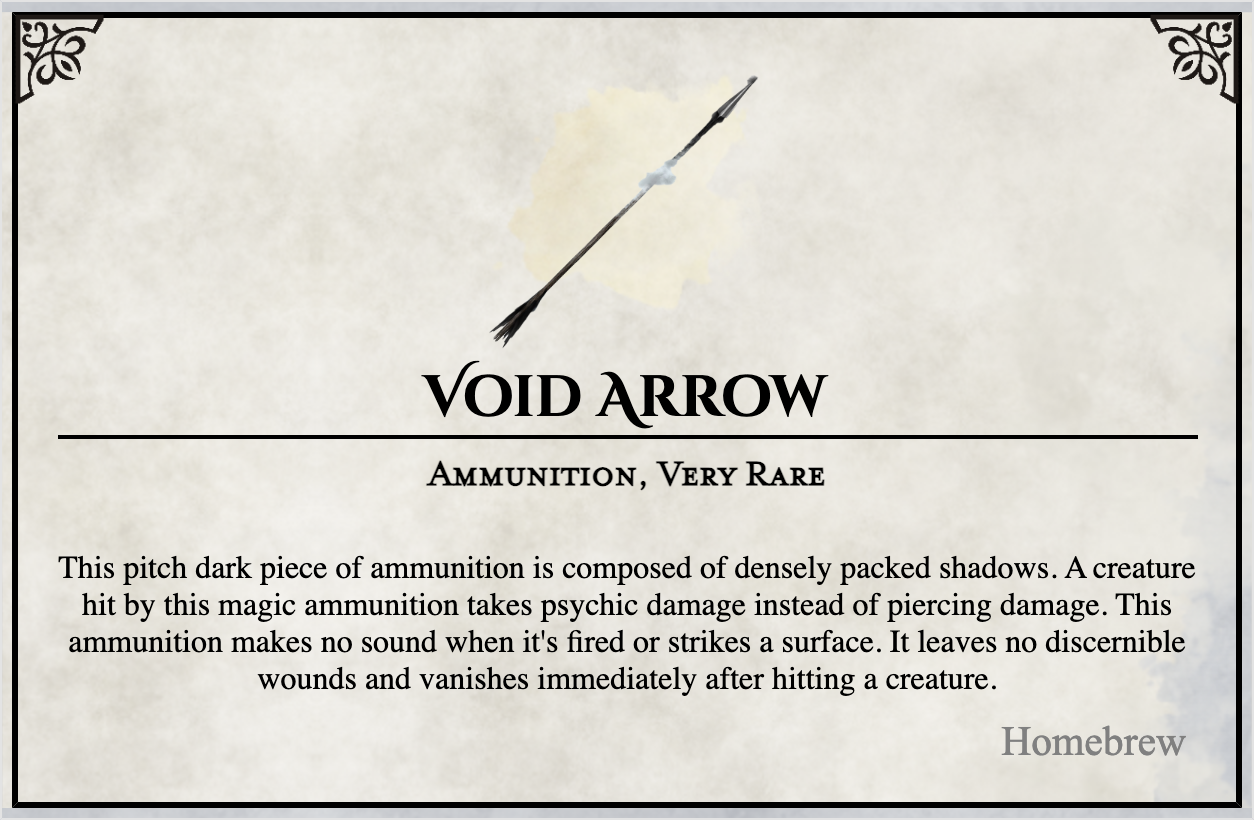 Void Arrow
Ammunition, Very Rare
This pitch dark piece of ammunition is composed of densely packed shadows. A creature
hit by this magic ammunition takes psychic damage instead of piercing damage. This
ammunition makes no sound when it's fired or strikes a surface. It leaves no discernible
wounds and vanishes immediately after hitting a creature.
Homebrew